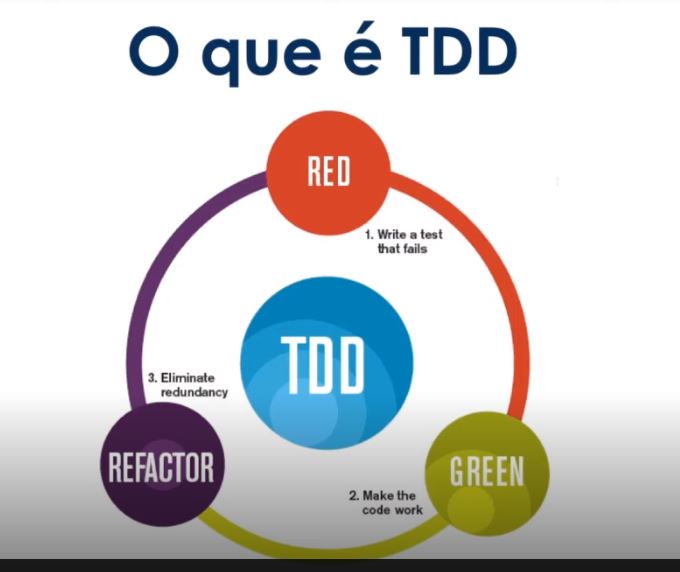 O que é TDD
RED
1. Write a test
that fails
TDD
3. Eliminate
redundancy
REFACTOR
GREEN
2. Make the
code work